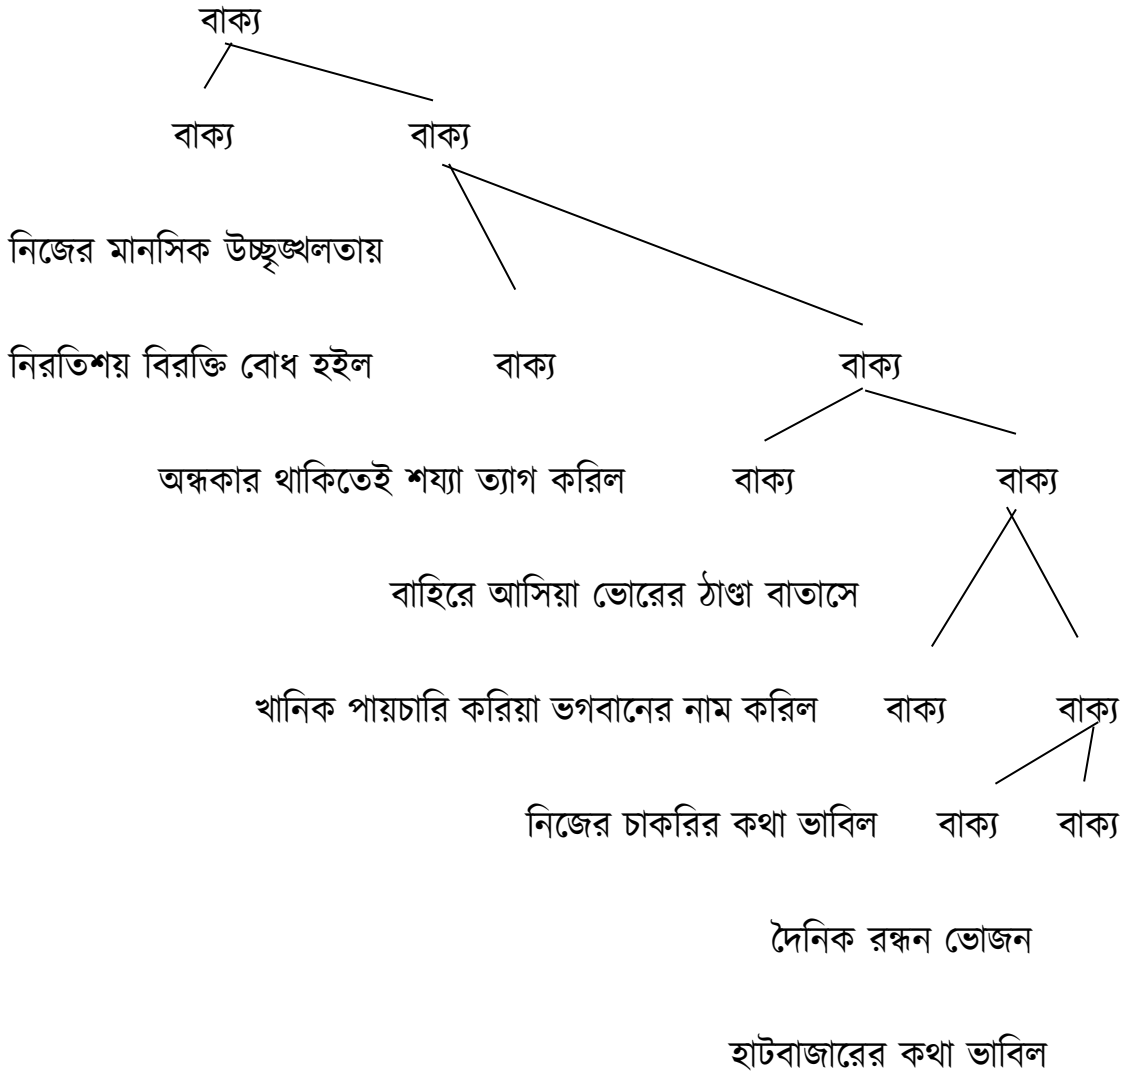 বাক্য
বাক্য বাক্য
নিজের মানসিক উচ্ছৃঙ্খলতায়
নিরতিশয় বিরক্তি বোধ হইল বাক্য বাক্য
অন্ধকার থাকিতেই শয্যা ত্যাগ করিল বাক্য বাক্য
বাহিরে আসিয়া ভোরের ঠাণ্ডা বাতাসে
খানিক পায়চারি করিয়া ভগবানের নাম করিল বাক্য বাক্য
নিজের চাকরির কথা ভাবিল বাক্য বাক্য
দৈনিক রন্ধন ভোজন
হাটবাজারের কথা ভাবিল